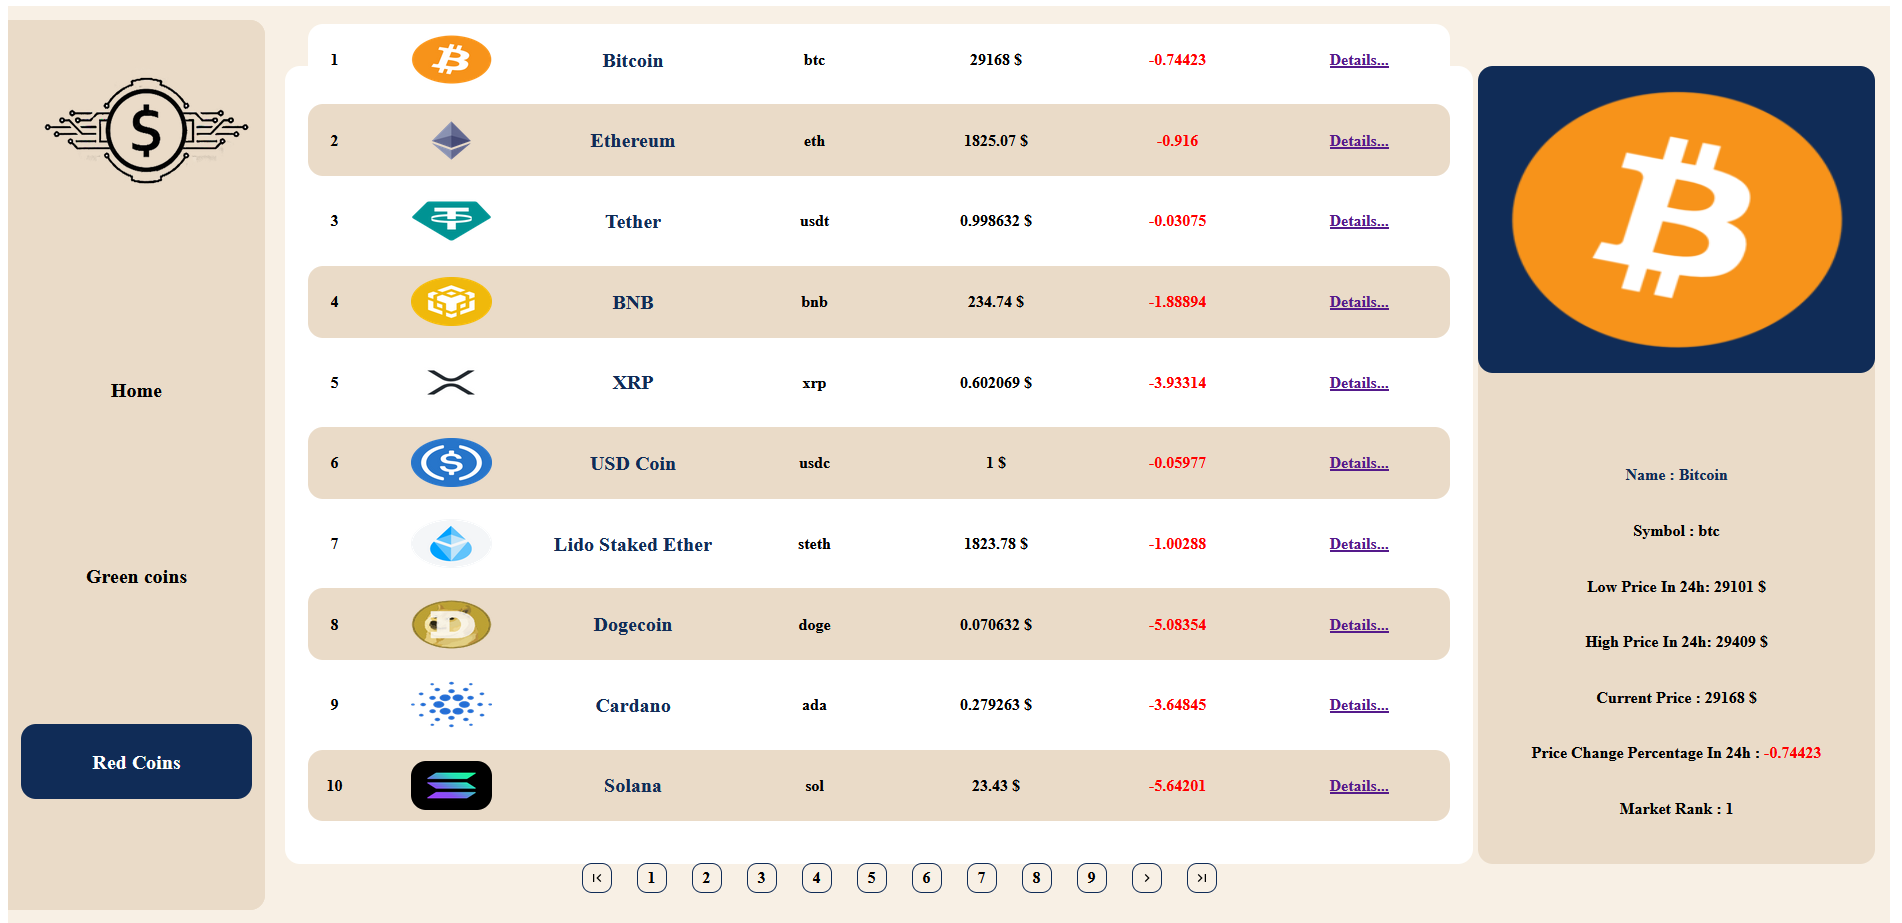 $
Home
Green coins
Red Coins
1 Bitcoin btc 29168 $ -0.74423 Details...
2 Ethereum eth 1825.07 $ -0.916 Details...
3 Tether usdt 0.998632 $ -0.03075 Details...
4 BNB bnb 234.74 $ -1.88894 Details...
5 XRP xrp 0.602069 $ -3.93314 Details...
6 USD Coin usdc 1 $ -0.05977 Details...
7 Lido Staked Ether steth 1823.78 $ -1.00288 Details...
8 Dogecoin doge 0.070632 $ -5.08354 Details...
9 Cardano ada 0.279263 $ -3.64845 Details...
10 Solana sol 23.43 $ -5.64201 Details...
1 2 3 4 5 6 7 8 9
Name : Bitcoin
Symbol : btc
Low Price In 24h: 29101 $
High Price In 24h: 29409 $
Current Price : 29168 $
Price Change Percentage In 24h : -0.74423
Market Rank : 1